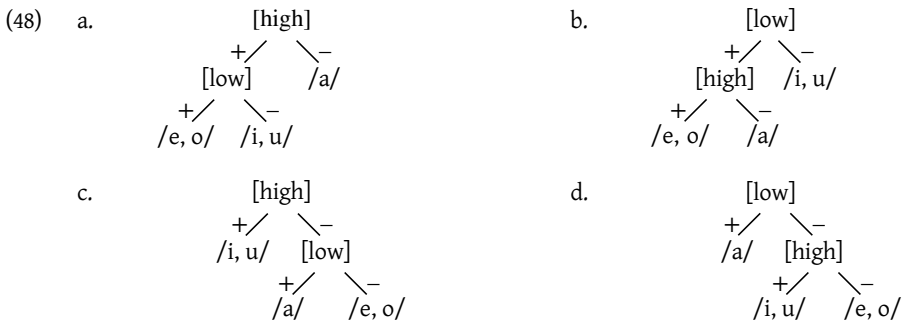 (48) a. [high] b. [low]
+ – + –
[low] /a/ [high] /i, u/
+ – + –
/e, o/ /i, u/ /e, o/ /a/
c. [high] d. [low]
+ – + –
/i, u/ [low] /a/ [high]
+ – + –
/a/ /e, o/ /i, u/ /e, o/